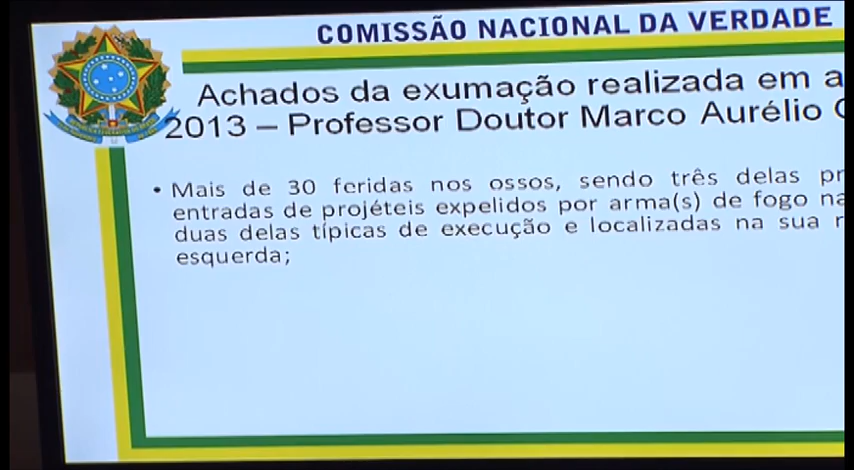 COMISSÃO NACIONAL DA VERDADE
Achados da exumação realizada em a
2013 – Professor Doutor Marco Aurélio
• Mais de 30 feridas nos ossos, sendo três delas pr
entradas de projéteis expelidos por arma(s) de fogo na
duas delas típicas de execução e localizadas na sua r
esquerda;